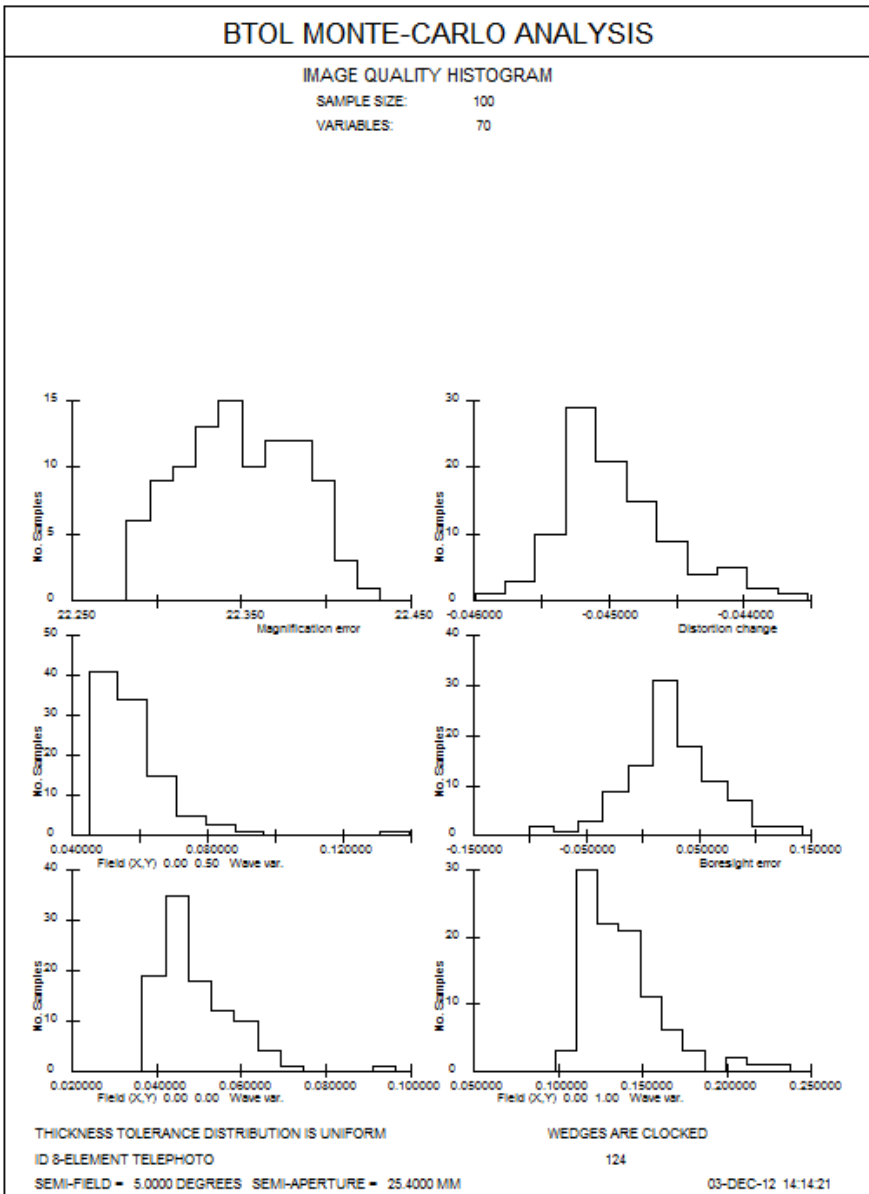 BTOL MONTE-CARLO ANALYSIS
IMAGE QUALITY HISTOGRAM
SAMPLE SIZE: 100
VARIABLES: 70
15
10
5
0
No. Samples
22.250 22.350 22.450
Magnification error
30
20
10
0
No. Samples
-0.046000 -0.045000 -0.044000
Distortion change
50
40
30
20
10
0
No. Samples
0.040000 0.080000 0.120000
Field (X,Y) 0.00 0.50 Wave var.
40
30
20
10
0
No. Samples
-0.150000 -0.050000 0.050000 0.150000
Boresight error
40
30
20
10
0
No. Samples
0.020000 0.040000 0.060000 0.080000 0.100000
Field (X,Y) 0.00 0.00 Wave var.
30
20
10
0
No. Samples
0.050000 0.100000 0.150000 0.200000 0.250000
Field (X,Y) 0.00 1.00 Wave var.
THICKNESS TOLERANCE DISTRIBUTION IS UNIFORM WEDGES ARE CLOCKED
ID 8-ELEMENT TELEPHOTO 124
SEMI-FIELD = 5.0000 DEGREES SEMI-APERTURE = 25.4000 MM 03-DEC-12 14:14:21